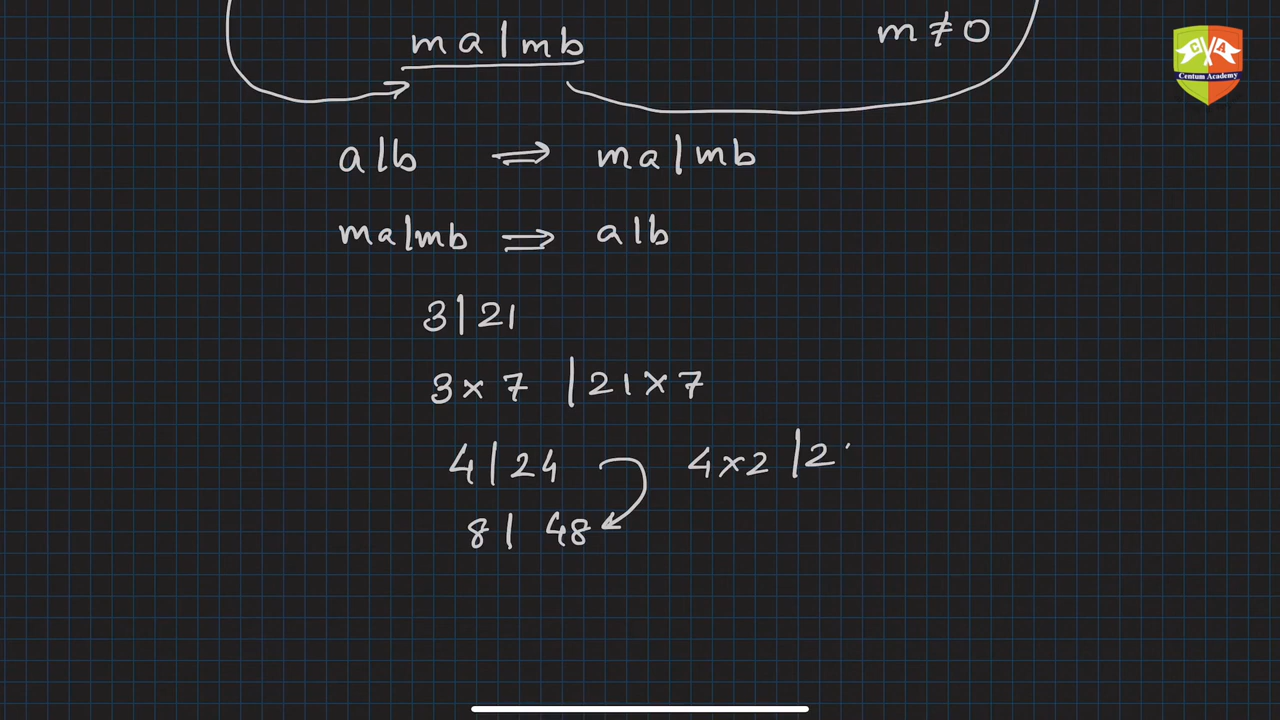 ma|mb m≠0
a|b ⇒ ma|mb
ma|mb ⇒ a|b
3|21
3×7 |21×7
4|24 4×2 |2
8| 48
C A
Centum Academy